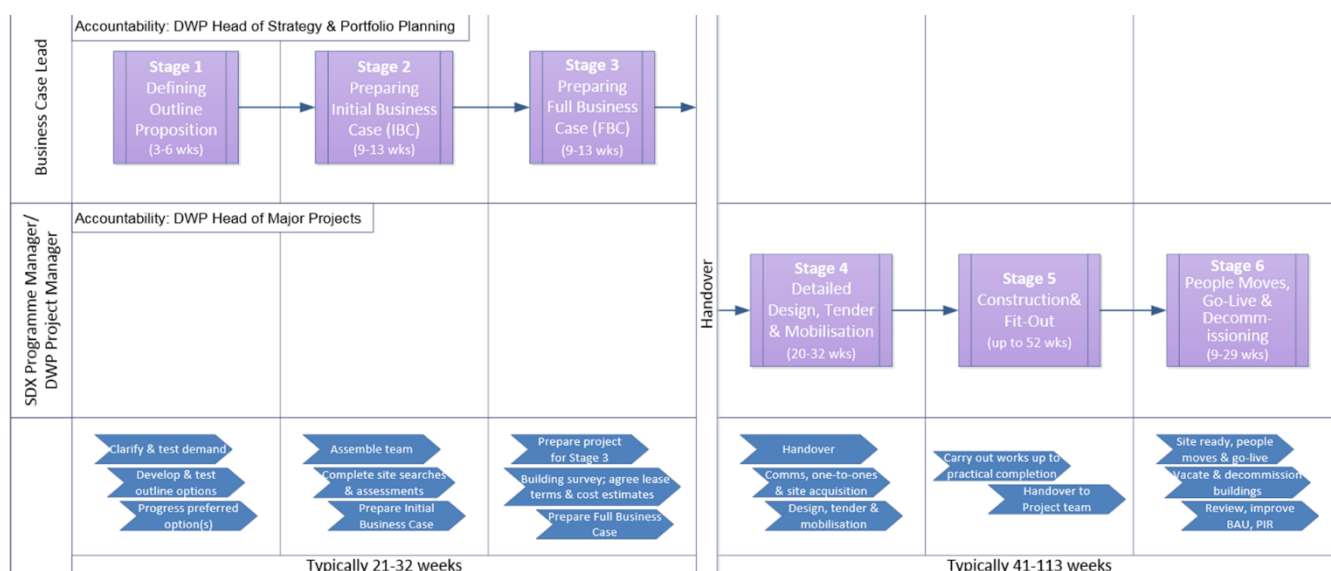 Business Case Lead
Accountability: DWP Head of Strategy & Portfolio Planning
Stage 1
Defining
Outline
Proposition
(3-6 wks)
Stage 2
Preparing
Initial Business
Case (IBC)
(9-13 wks)
Stage 3
Preparing
Full Business
Case (FBC)
(9-13 wks)
SDX Programme Manager/
DWP Project Manager
Accountability: DWP Head of Major Projects
Handover
Stage 4
Detailed
Design, Tender
& Mobilisation
(20-32 wks)
Stage 5
Construction&
Fit-Out
(up to 52 wks)
Stage 6
People Moves,
Go-Live &
Decomm-
issioning
(9-29 wks)
Clarify & test demand
Develop & test
outline options
Progress preferred
option(s)
Assemble team
Complete site searches
& assessments
Prepare Initial
Business Case
Prepare project
for Stage 3
Building survey; agree lease
terms & cost estimates
Prepare Full Business
Case
Handover
Comms, one-to-ones
& site acquisition
Design, tender &
mobilisation
Carry out works up to
practical completion
Handover to
Project team
Site ready, people
moves & go-live
Vacate & decommission
buildings
Review, improve
BAU, PIR
Typically 21-32 weeks
Typically 41-113 weeks